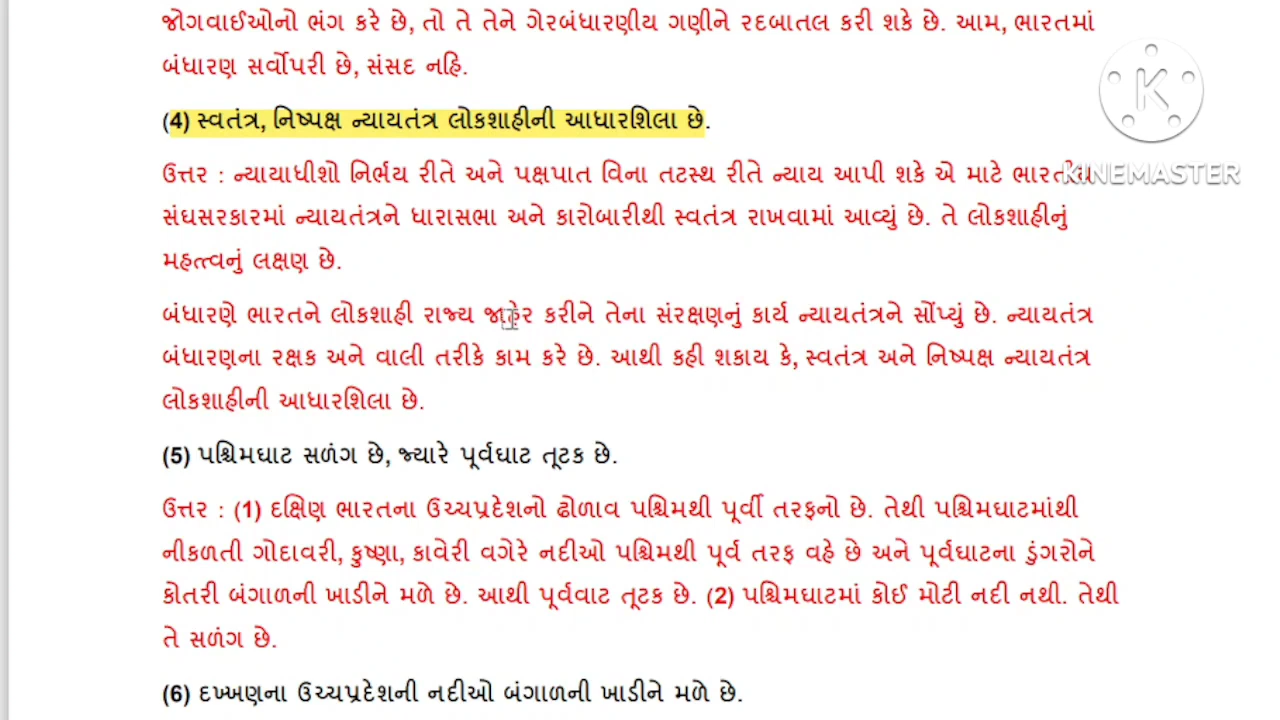 જોગવાઈઓનો ભંગ કરે છે, તો તે તેને ગેરબંધારણીય ગણીને રદબાતલ કરી શકે છે. આમ, ભારતમાં
બંધારણ સર્વોપરી છે, સંસદ નહિ.
(4) સ્વતંત્ર, નિષ્પક્ષ ન્યાયતંત્ર લોકશાહીની આધારશિલા છે.
ઉત્તર : ન્યાયાધીશો નિર્ભય રીતે અને પક્ષપાત વિના તટસ્થ રીતે ન્યાય આપી શકે એ માટે ભારતીય
સંઘસરકારમાં ન્યાયતંત્રને ધારાસભા અને કારોબારીથી સ્વતંત્ર રાખવામાં આવ્યું છે. તે લોકશાહીનું
મહત્ત્વનું લક્ષણ છે.
બંધારણે ભારતને લોકશાહી રાજ્ય જાહેર કરીને તેના સંરક્ષણનું કાર્ય ન્યાયતંત્રને સોંપ્યું છે. ન્યાયતંત્ર
બંધારણના રક્ષક અને વાલી તરીકે કામ કરે છે. આથી કહી શકાય કે, સ્વતંત્ર અને નિષ્પક્ષ ન્યાયતંત્ર
લોકશાહીની આધારશિલા છે.
(5) પશ્ચિમઘાટ સળંગ છે, જ્યારે પૂર્વઘાટ તૂટક છે.
ઉત્તર : (1) દક્ષિણ ભારતના ઉચ્ચપ્રદેશનો ઢોળાવ પશ્ચિમથી પૂર્વી તરફનો છે. તેથી પશ્ચિમઘાટમાંથી
નીકળતી ગોદાવરી, કુષ્ણા, કાવેરી વગેરે નદીઓ પશ્ચિમથી પૂર્વ તરફ વહે છે અને પૂર્વઘાટના ડુંગરોને
કોતરી બંગાળની ખાડીને મળે છે. આથી પૂર્વવાટ તૂટક છે. (2) પશ્ચિમઘાટમાં કોઈ મોટી નદી નથી. તેથી
તે સળંગ છે.
(6) દખ્ખણના ઉચ્ચપ્રદેશની નદીઓ બંગાળની ખાડીને મળે છે.
K
KINEMASTER